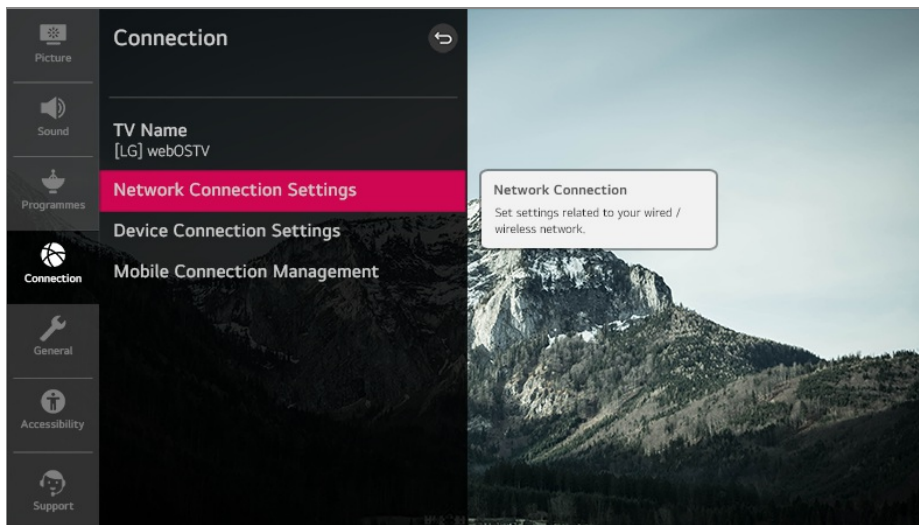 Picture
Sound
Programmes
Connection
General
Accessibility
Support
Connection
TV Name
[LG] webOSTV
Network Connection Settings
Device Connection Settings
Mobile Connection Management
Network Connection
Set settings related to your wired /
wireless network.